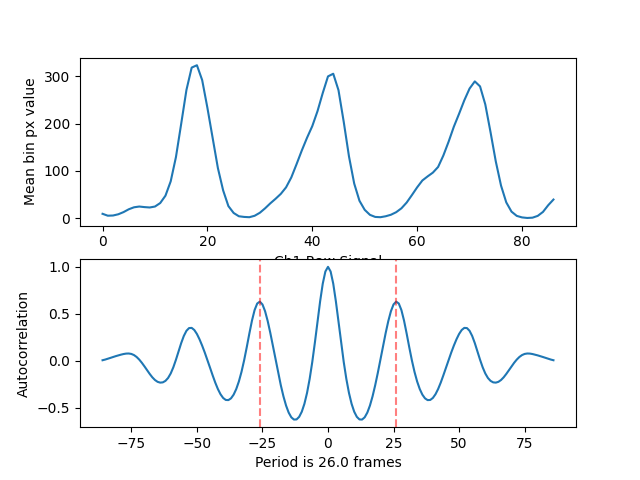 Mean bin px value
300
200
100
0
0 20 40 60 80
Ch1 Raw Signal
Autocorrelation
1.0
0.5
0.0
−0.5
−75 −50 −25 0 25 50 75
Period is 26.0 frames